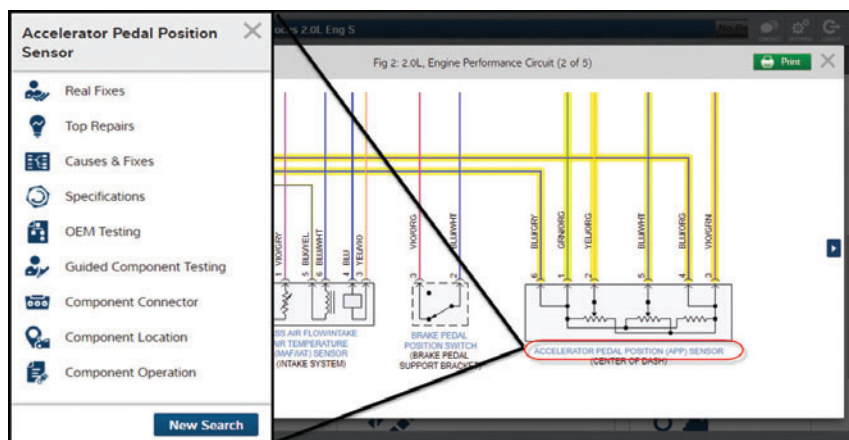 Accelerator Pedal Position
Sensor
Real Fixes
Top Repairs
Causes & Fixes
Specifications
OEM Testing
Guided Component Testing
Component Connector
Component Location
Component Operation
New Search
2.0L Eng S
Fig 2: 2.0L, Engine Performance Circuit (2 of 5)
Print
VIO/GRY
BLK/YEL
BLU/WHT
BLU
YEL/VIO
VIO/ORG
BLU/WHT
BLU/GRY
GRN/ORG
YEL/ORG
BLU/WHT
BLU/ORG
VIO/GRN
1 5 6 4 3
3 2
6 1 2 5 4 3
SS AIR FLOW/INTAKE
AIR TEMPERATURE
(MAF/IAT) SENSOR
(INTAKE SYSTEM)
BRAKE PEDAL
POSITION SWITCH
(BRAKE PEDAL
SUPPORT BRACKET)
ACCELERATOR PEDAL POSITION (APP) SENSOR
(CENTER OF DASH)